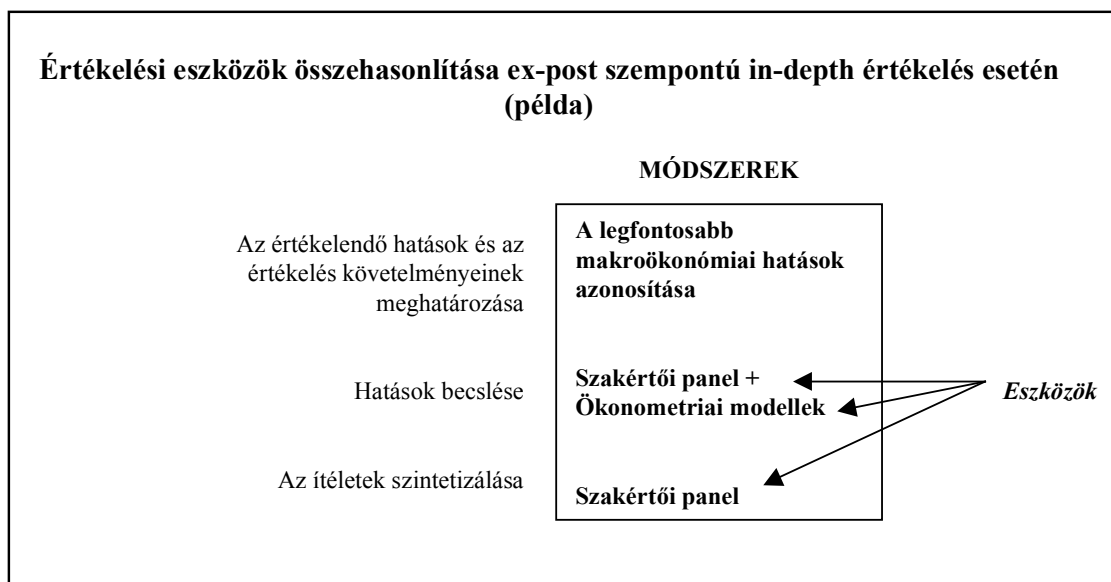 Értékelési eszközök összehasonlítása ex-post szempontú in-depth értékelés esetén
(példa)
MÓDSZEREK
Az értékelendő hatások és az
értékelés követelményeinek
meghatározása
A legfontosabb
makroökonómiai hatások
azonosítása
Hatások becslése
Szakértői panel +
Ökonometriai modellek
Eszközök
Az ítéletek szintetizálása
Szakértői panel